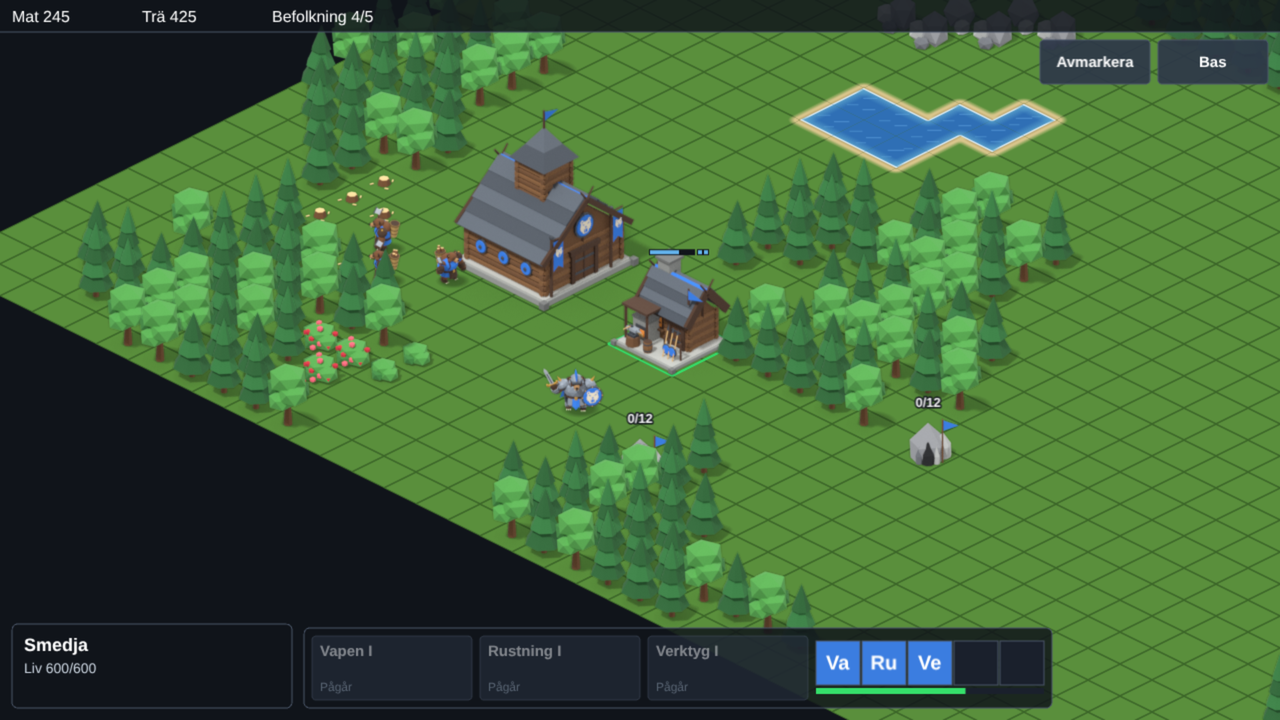 Mat 245
Trä 425
Befolkning 4/5
Avmarkera
Bas
0/12
0/12
Smedja
Liv 600/600
Vapen I
Pågår
Rustning I
Pågår
Verktyg I
Pågår
Va
Ru
Ve